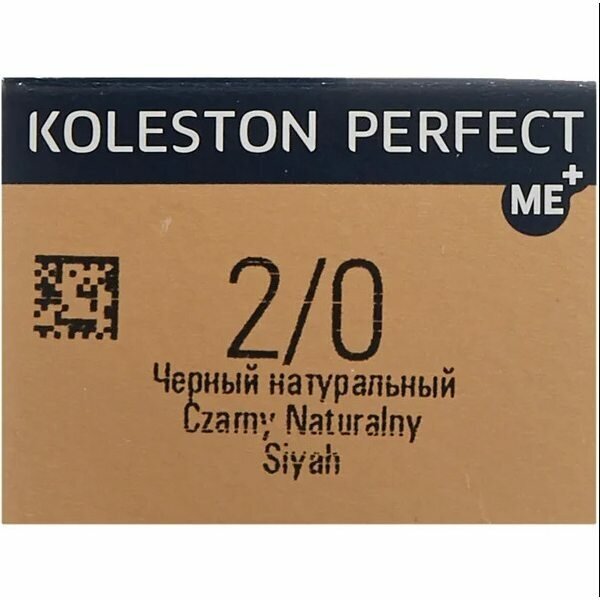 KOLESTON PERFECT
ME+
2/0
Черный натуральный
Czarny Naturalny
Siyah